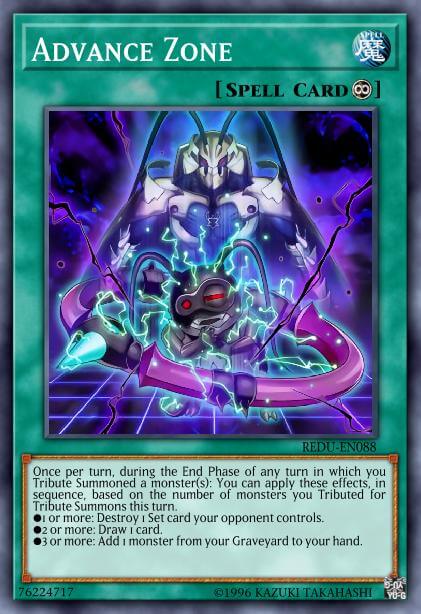 ADVANCE ZONE
SPELL
魔
[SPELL CARD]
REDU-EN088
Once per turn, during the End Phase of any turn in which you
Tribute Summoned a monster(s): You can apply these effects, in
sequence, based on the number of monsters you Tributed for
Tribute Summons this turn.
●1 or more: Destroy 1 Set card your opponent controls.
●2 or more: Draw 1 card.
●3 or more: Add 1 monster from your Graveyard to your hand.
76224717
©1996 KAZUKI TAKAHASHI